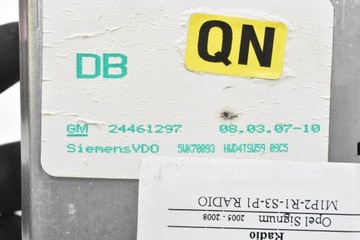 QN
DB
GM 24461297 08.03.07-10
SiemensVDO 5WK70093 HWD4TSW59 09C5
M1P2-R1-S3-P1 RADIO
Opel Signum
2005 - 2008
Radio